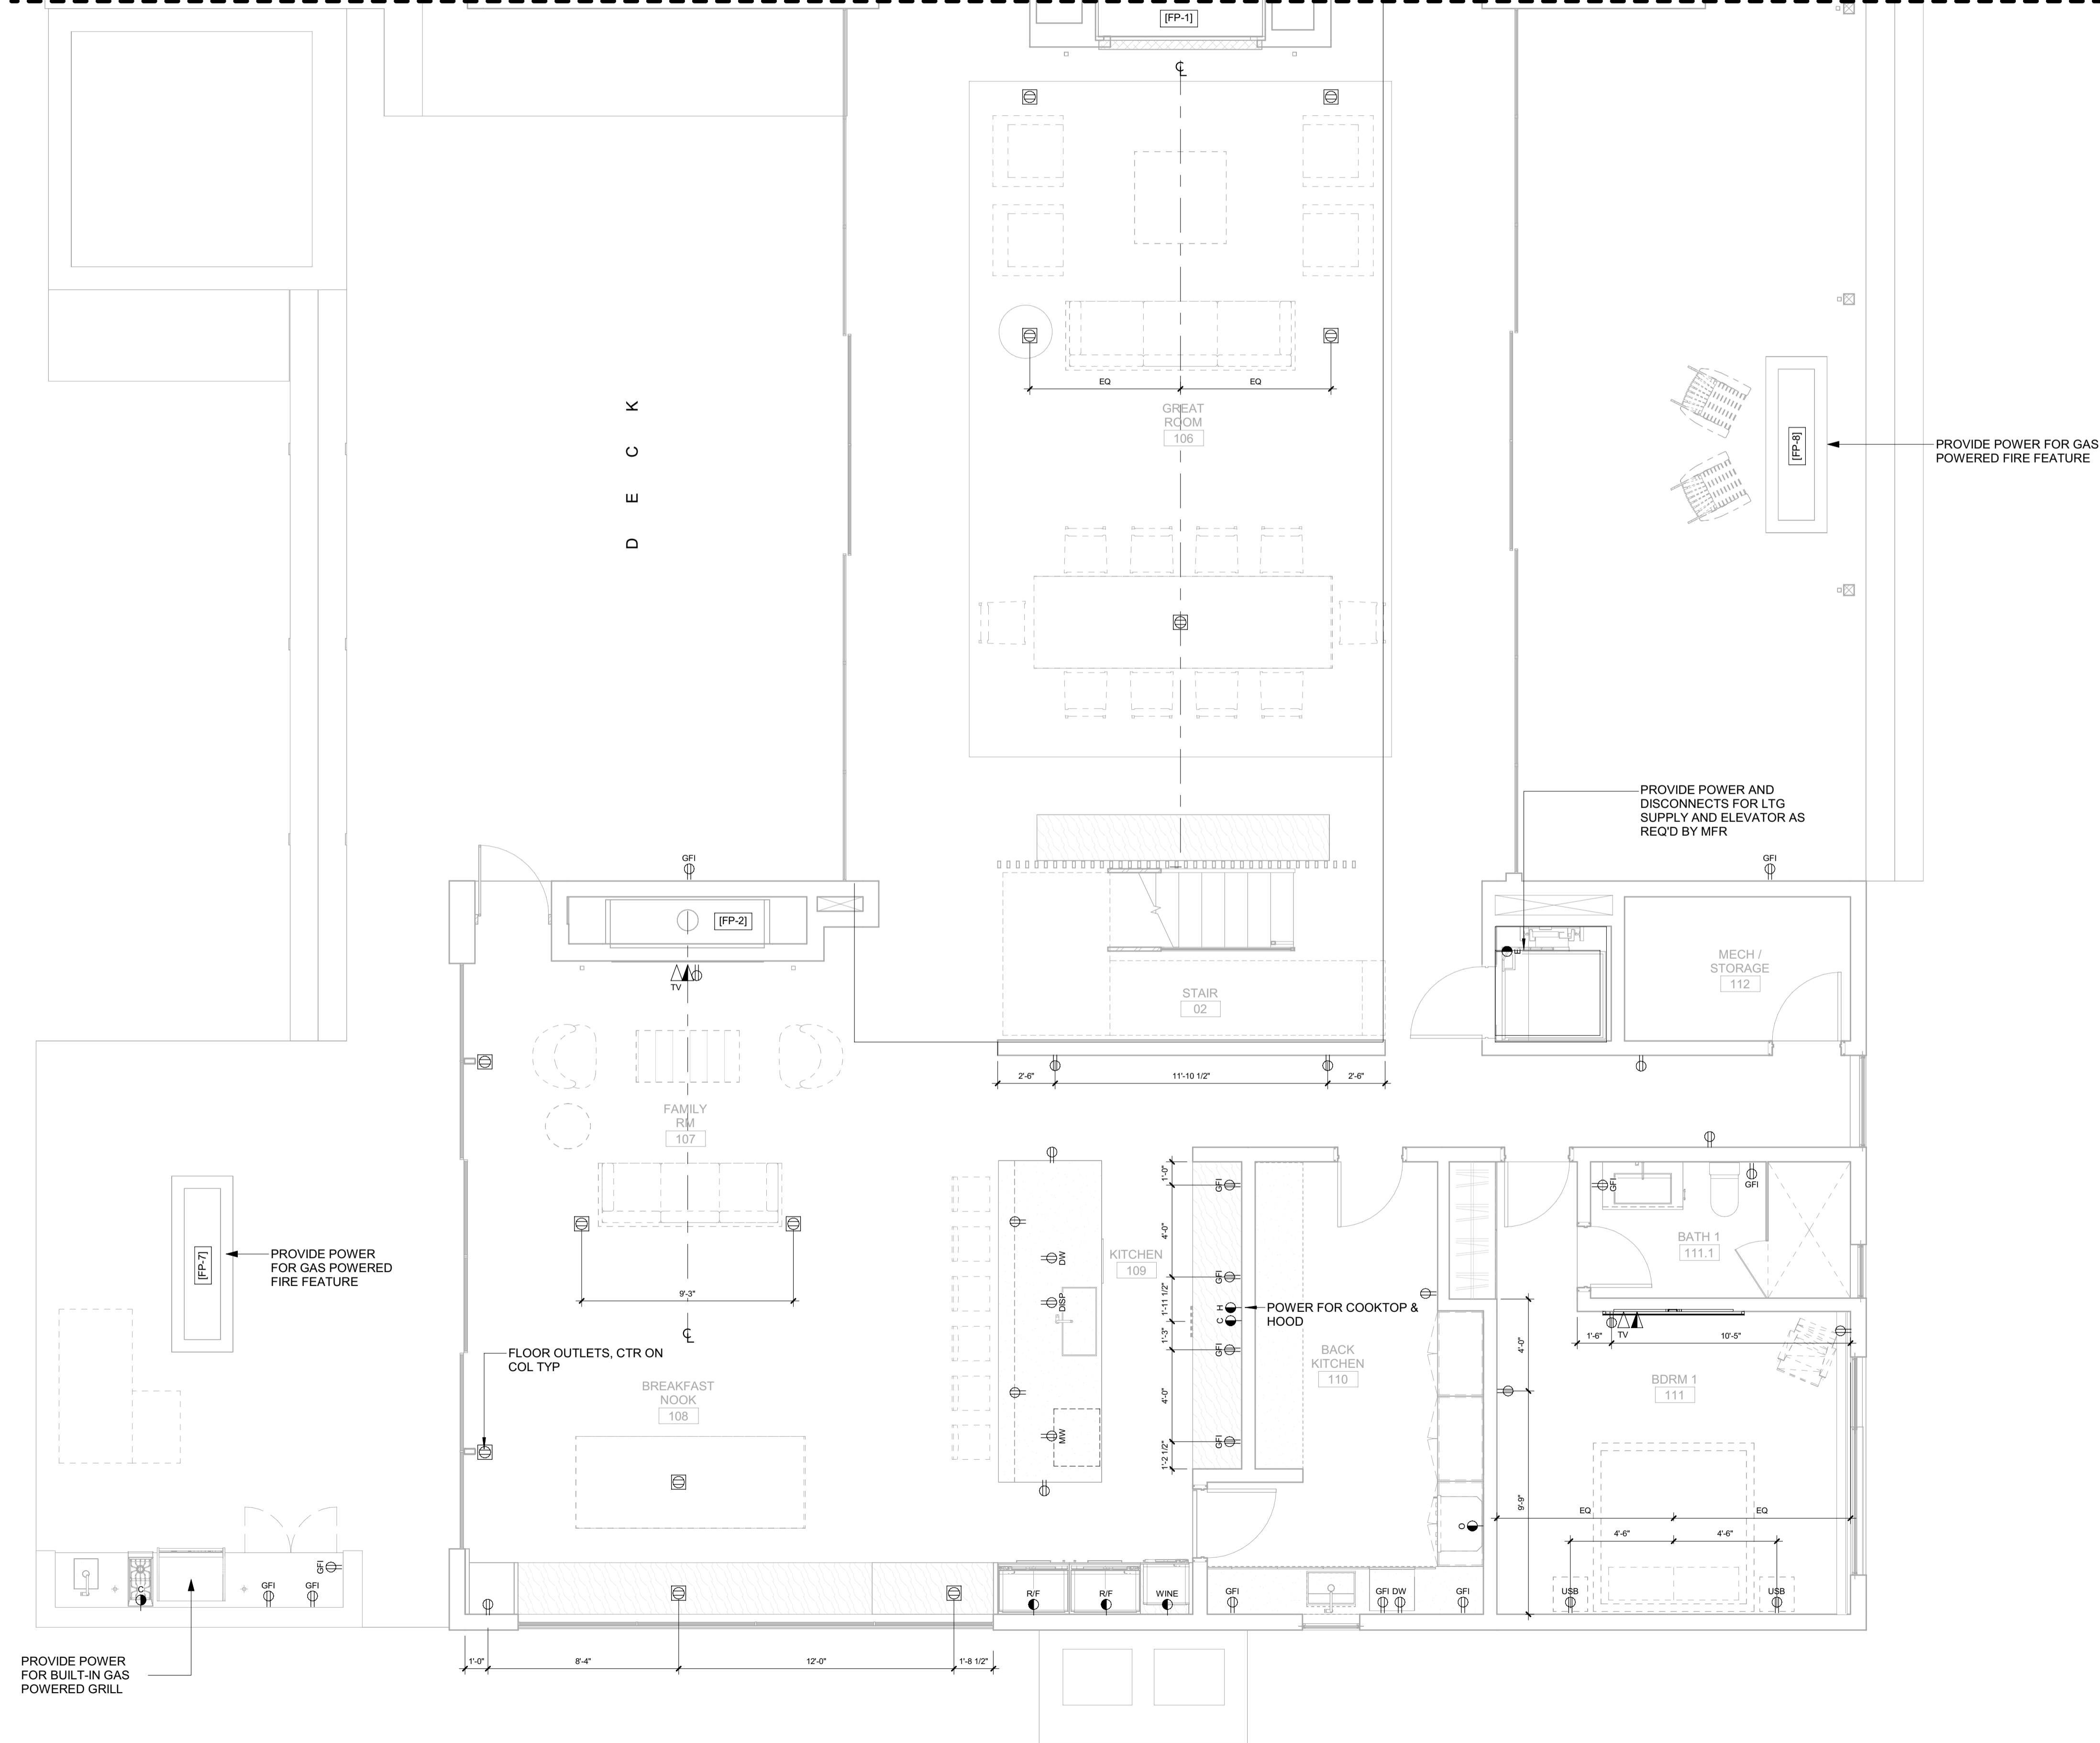 [FP-1]
℄
EQ
EQ
GREAT
ROOM
106
DECK
[FP-8]
PROVIDE POWER FOR GAS
POWERED FIRE FEATURE
PROVIDE POWER AND
DISCONNECTS FOR LTG
SUPPLY AND ELEVATOR AS
REQ'D BY MFR
GFI
GFI
[FP-2]
E
MECH /
STORAGE
112
TV
STAIR
02
2'-6"
11'-10 1/2"
2'-6"
FAMILY
RM
107
1'-0"
GFI
4'-0"
GFI
1'-11 1/2"
H
C
POWER FOR COOKTOP &
HOOD
1'-3"
GFI
4'-0"
GFI
1'-2 1/2"
DW
DISP
MW
KITCHEN
109
GFI
GFI
BATH 1
111.1
[FP-7]
PROVIDE POWER
FOR GAS POWERED
FIRE FEATURE
9'-3"
℄
FLOOR OUTLETS, CTR ON
COL TYP
BREAKFAST
NOOK
108
BACK
KITCHEN
110
TV
1'-6"
10'-5"
4'-0"
9'-9"
BDRM 1
111
EQ
EQ
4'-6"
4'-6"
O
USB
USB
GFI
GFI
GFI
C
R/F
R/F
WINE
GFI
GFI DW
GFI
PROVIDE POWER
FOR BUILT-IN GAS
POWERED GRILL
1'-0"
8'-4"
12'-0"
1'-8 1/2"